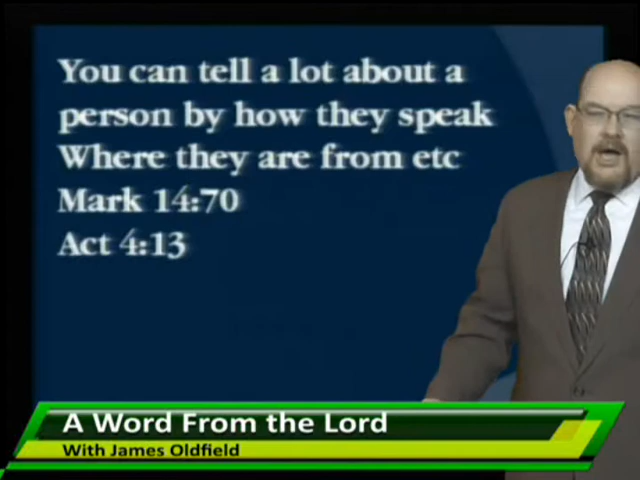 You can tell a lot about a
person by how they speak
Where they are from etc
Mark 14:70
Act 4:13
A Word From the Lord
With James Oldfield